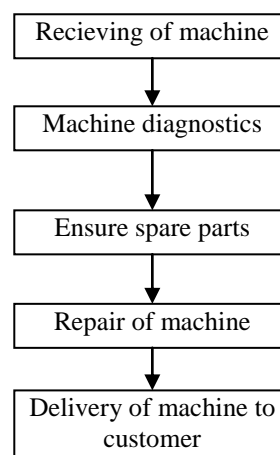 Recieving of machine
Machine diagnostics
Ensure spare parts
Repair of machine
Delivery of machine to
customer